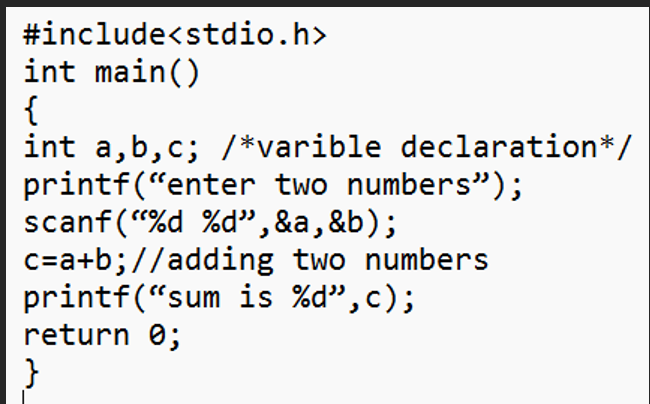 #include<stdio.h>
int main()
{
int a,b,c; /*varible declaration*/
printf(“enter two numbers”);
scanf(“%d %d”,&a,&b);
c=a+b;//adding two numbers
printf(“sum is %d”,c);
return 0;
}